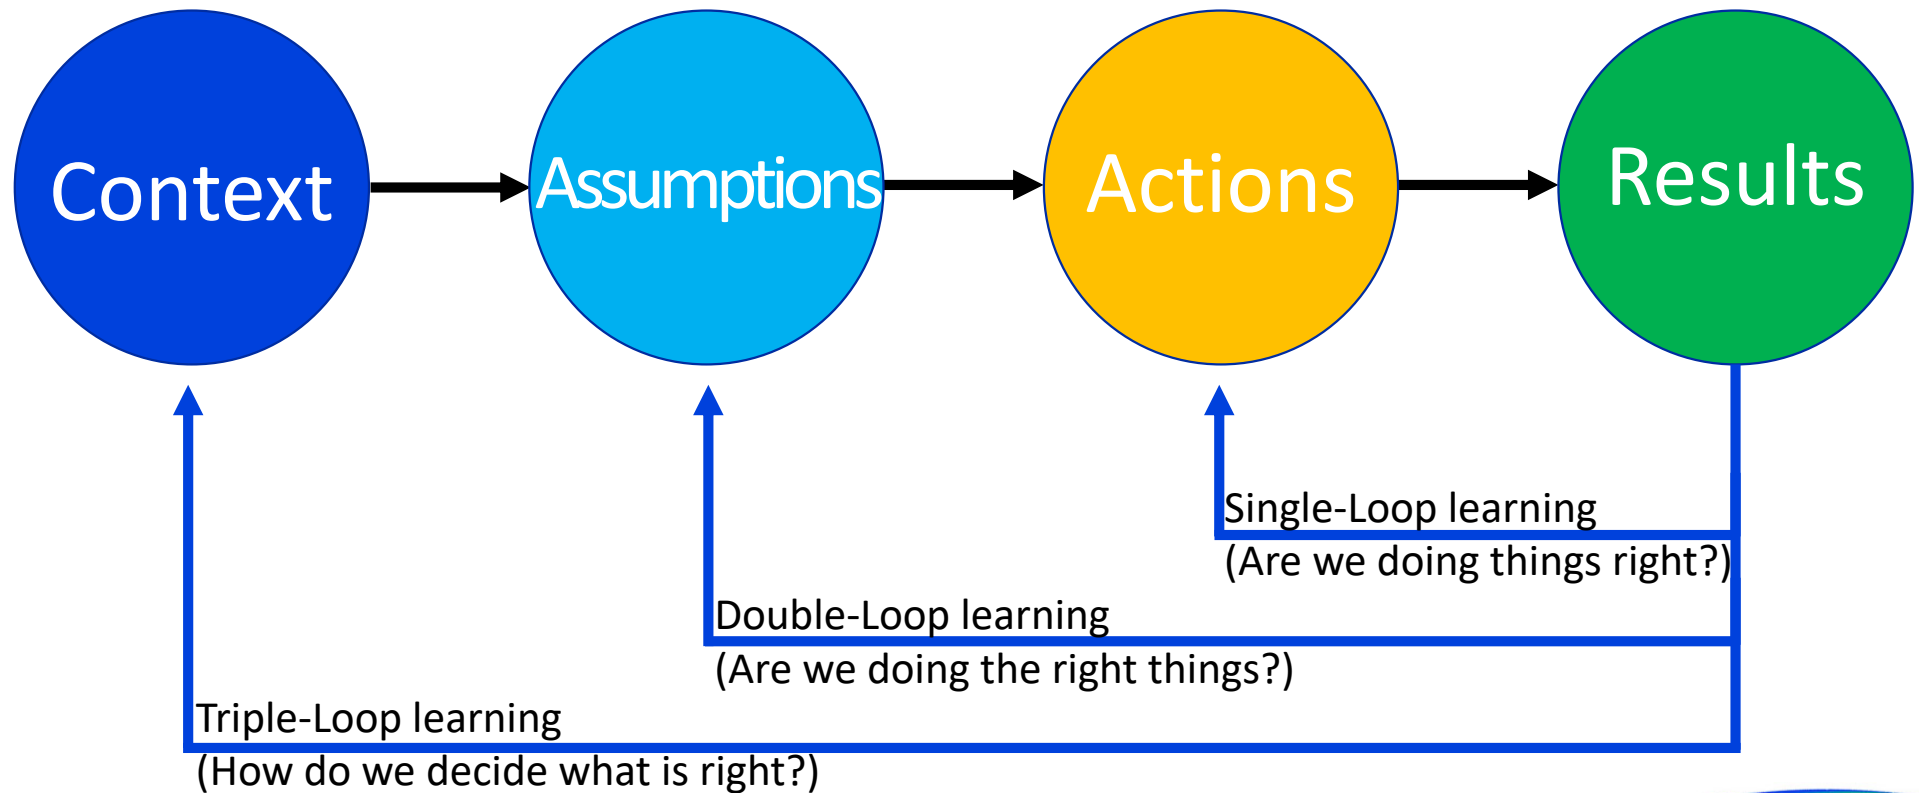 Context
Assumptions
Actions
Results
Single-Loop learning
(Are we doing things right?)
Double-Loop learning
(Are we doing the right things?)
Triple-Loop learning
(How do we decide what is right?)